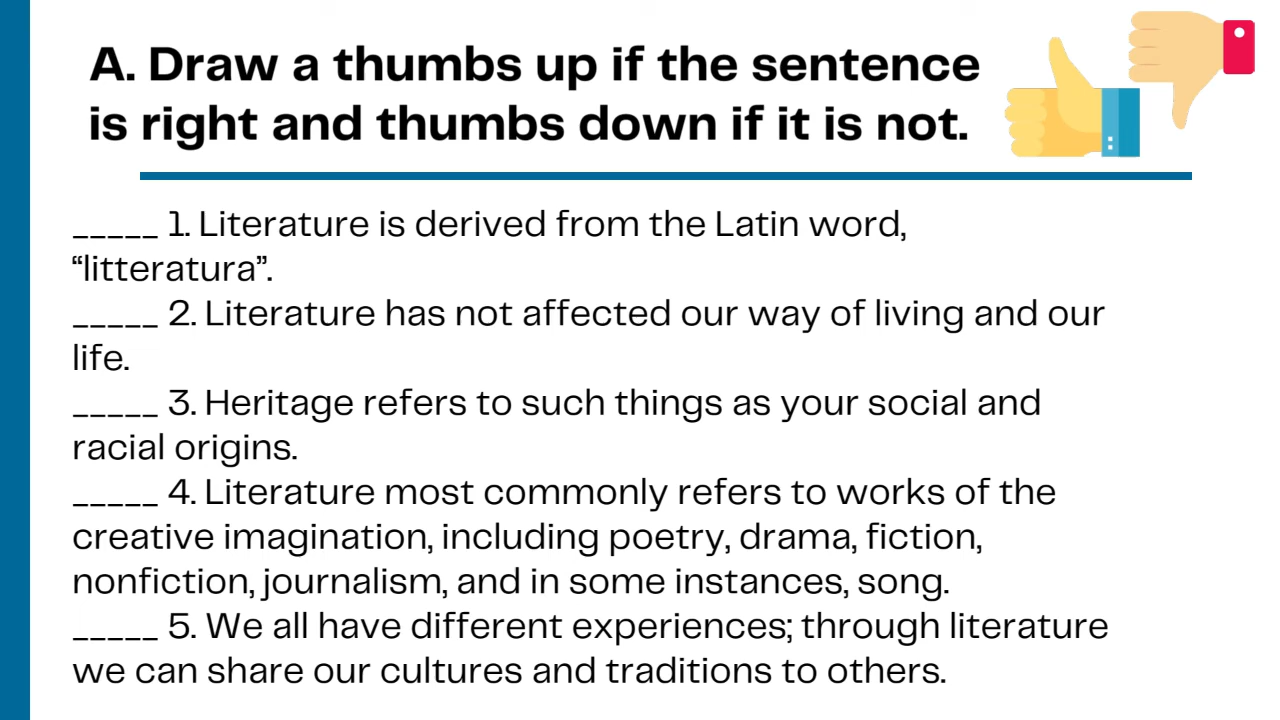 A. Draw a thumbs up if the sentence
is right and thumbs down if it is not.
_____ 1. Literature is derived from the Latin word,
“litteratura”.
_____ 2. Literature has not affected our way of living and our
life.
_____ 3. Heritage refers to such things as your social and
racial origins.
_____ 4. Literature most commonly refers to works of the
creative imagination, including poetry, drama, fiction,
nonfiction, journalism, and in some instances, song.
_____ 5. We all have different experiences; through literature
we can share our cultures and traditions to others.